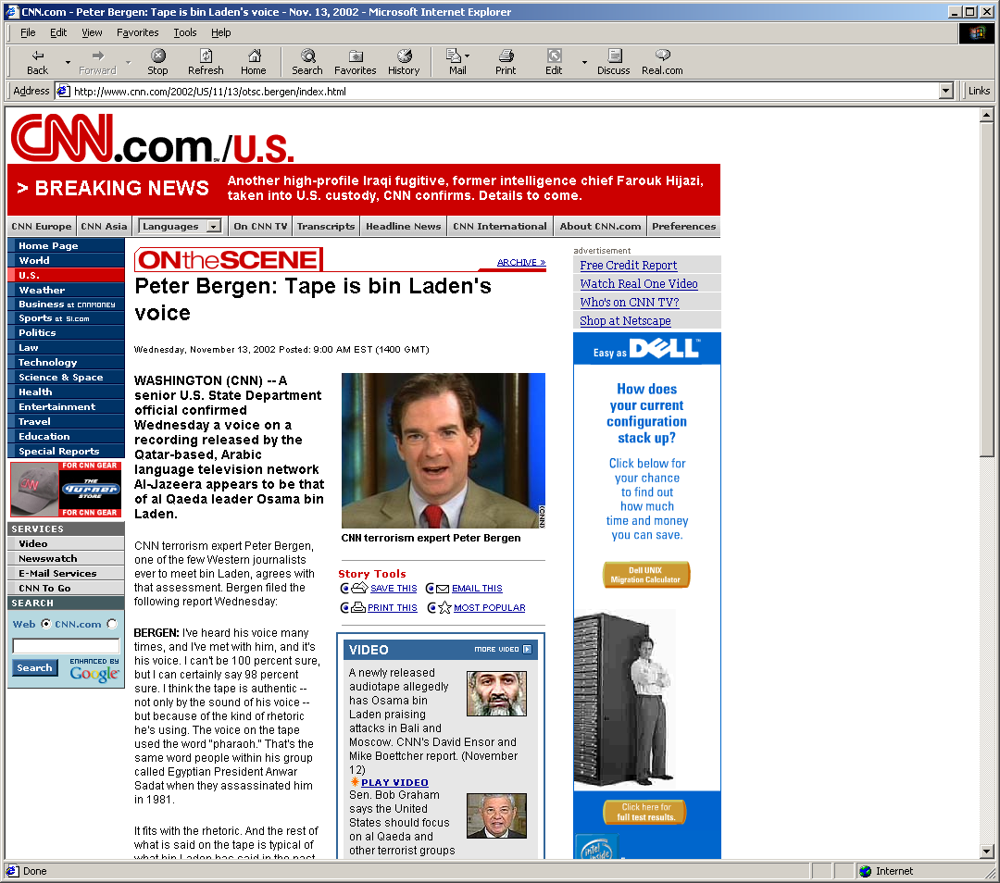 CNN.com - Peter Bergen: Tape is bin Laden's voice - Nov. 13, 2002 - Microsoft Internet Explorer
File Edit View Favorites Tools Help
Back Forward Stop Refresh Home Search Favorites History Mail Print Edit Discuss Real.com
Address http://www.cnn.com/2002/US/11/13/otsc.bergen/index.html Links
CNN.com./U.S.
> BREAKING NEWS
Another high-profile Iraqi fugitive, former intelligence chief Farouk Hijazi,
taken into U.S. custody, CNN confirms. Details to come.
CNN Europe CNN Asia Languages On CNN TV Transcripts Headline News CNN International About CNN.com Preferences
Home Page
World
U.S.
Weather
Business at CNNMONEY
Sports at SI.com
Politics
Law
Technology
Science & Space
Health
Entertainment
Travel
Education
Special Reports
FOR CNN GEAR
CNN
THE
Turner
STORE
FOR CNN GEAR
SERVICES
Video
Newswatch
E-Mail Services
CNN To Go
SEARCH
Web CNN.com
Search
ENHANCED BY
Google
ON the SCENE
ARCHIVE »
Peter Bergen: Tape is bin Laden's
voice
Wednesday, November 13, 2002 Posted: 9:00 AM EST (1400 GMT)
WASHINGTON (CNN) -- A
senior U.S. State Department
official confirmed
Wednesday a voice on a
recording released by the
Qatar-based, Arabic
language television network
Al-Jazeera appears to be that
of al Qaeda leader Osama bin
Laden.
CNN terrorism expert Peter Bergen,
one of the few Western journalists
ever to meet bin Laden, agrees with
that assessment. Bergen filed the
following report Wednesday:
BERGEN: I've heard his voice many
times, and I've met with him, and it's
his voice. I can't be 100 percent sure,
but I can certainly say 98 percent
sure. I think the tape is authentic --
not only by the sound of his voice --
but because of the kind of rhetoric
he's using. The voice on the tape
used the word "pharaoh." That's the
same word people within his group
called Egyptian President Anwar
Sadat when they assassinated him
in 1981.
It fits with the rhetoric. And the rest of
what is said on the tape is typical of
what bin Laden has said in the past
(CNN)
CNN terrorism expert Peter Bergen
Story Tools
SAVE THIS EMAIL THIS
PRINT THIS MOST POPULAR
VIDEO MORE VIDEO
A newly released
audiotape allegedly
has Osama bin
Laden praising
attacks in Bali and
Moscow. CNN's David Ensor and
Mike Boettcher report. (November
12)
PLAY VIDEO
Sen. Bob Graham
says the United
States should focus
on al Qaeda and
other terrorist groups
advertisement
Free Credit Report
Watch Real One Video
Who's on CNN TV?
Shop at Netscape
Easy as DELL™
How does
your current
configuration
stack up?
Click below for
your chance
to find out
how much
time and money
you can save.
Dell UNIX
Migration Calculator
Click here for
full test results.
intel
inside
Done Internet